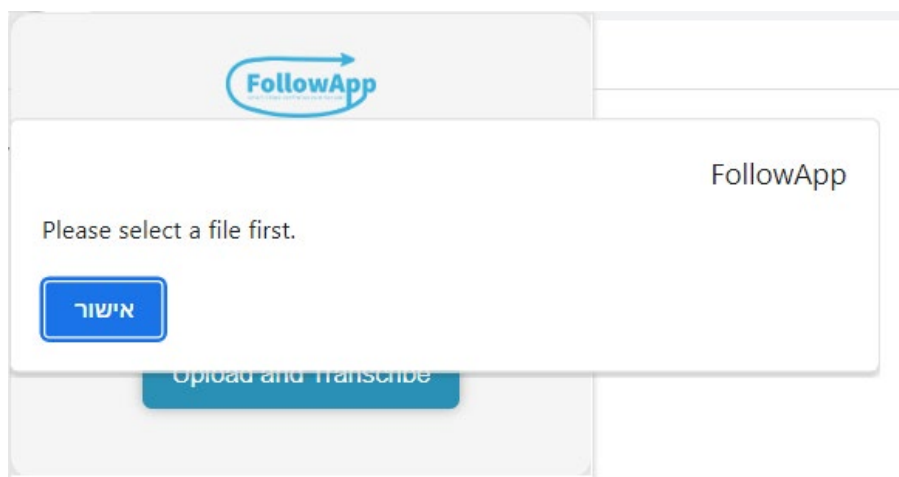 FollowApp
FollowApp
Please select a file first.
אישור
Upload and Transcribe